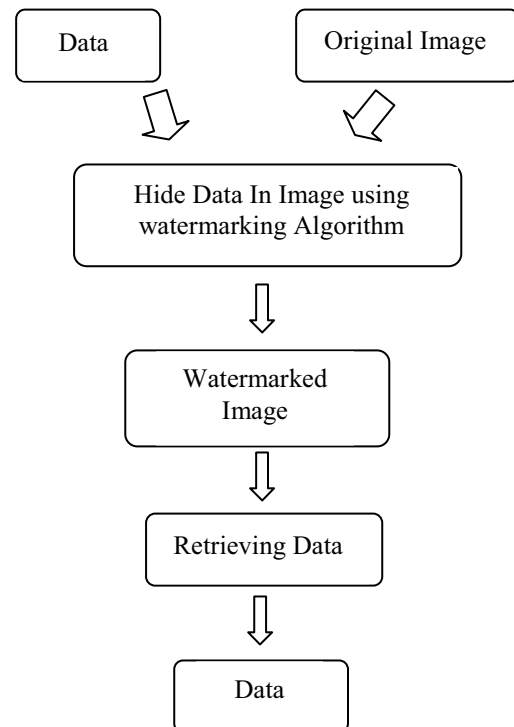 Data
Original Image
Hide Data In Image using
watermarking Algorithm
Watermarked
Image
Retrieving Data
Data